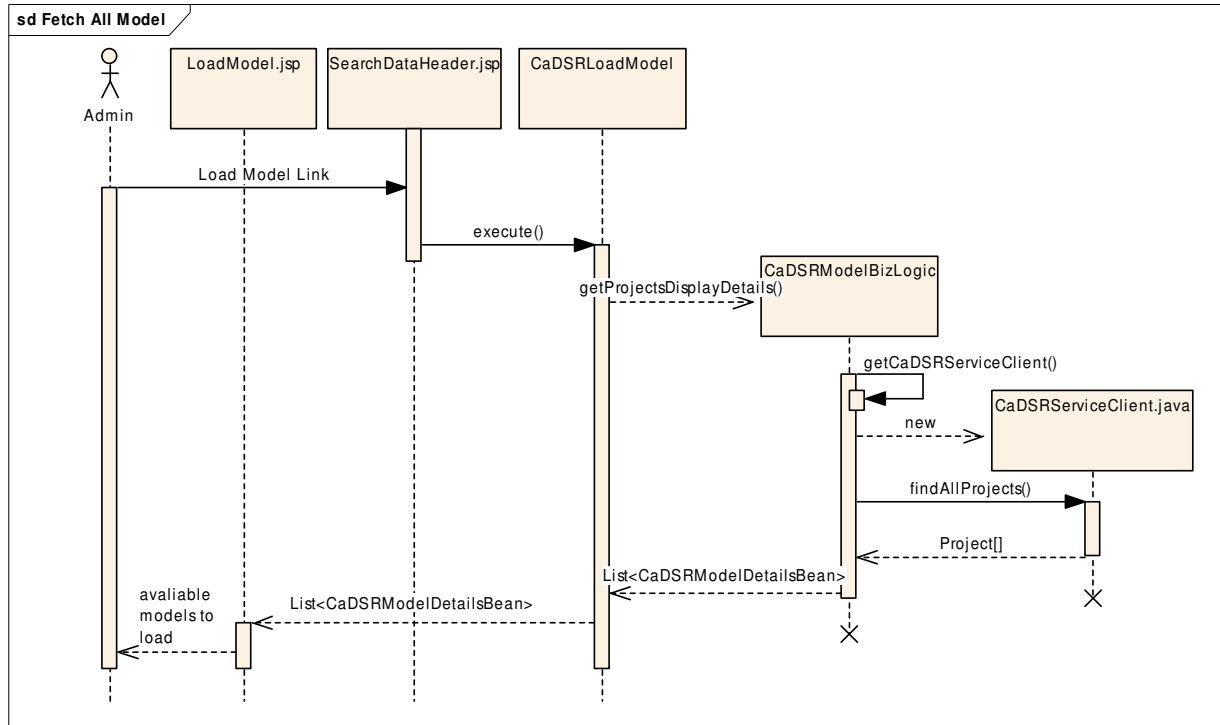 sd Fetch All Model
LoadModel.jsp
SearchDataHeader.jsp
CaDSRLoadModel
Admin
Load Model Link
execute()
CaDSRModelBizLogic
getProjectsDisplayDetails()
getCaDSRServiceClient()
CaDSRServiceClient.java
new
findAllProjects()
Project[]
List<CaDSRModelDetailsBean>
List<CaDSRModelDetailsBean>
avaliable
models to
load